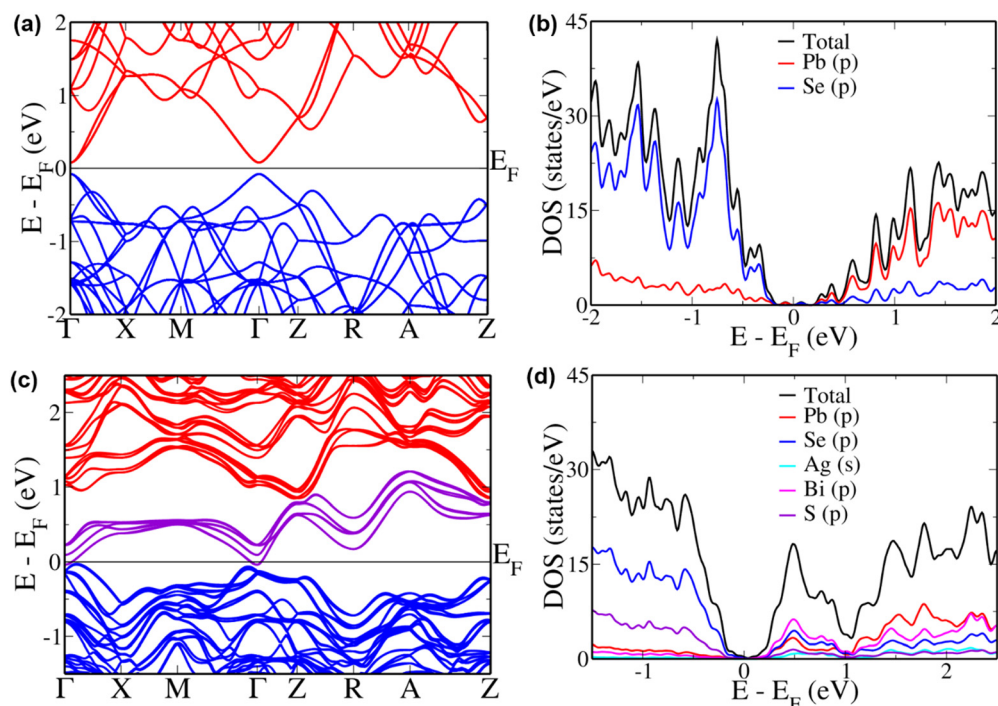 (a)
2
1
0
-1
-2
E - E_F (eV)
E_F
Γ X M Γ Z R A Z
(b)
45
30
15
0
DOS (states/eV)
Total
Pb (p)
Se (p)
-2 -1 0 1 2
E - E_F (eV)
(c)
2
1
0
-1
E - E_F (eV)
E_F
Γ X M Γ Z R A Z
(d)
45
30
15
0
DOS (states/eV)
Total
Pb (p)
Se (p)
Ag (s)
Bi (p)
S (p)
-1 0 1 2
E - E_F (eV)